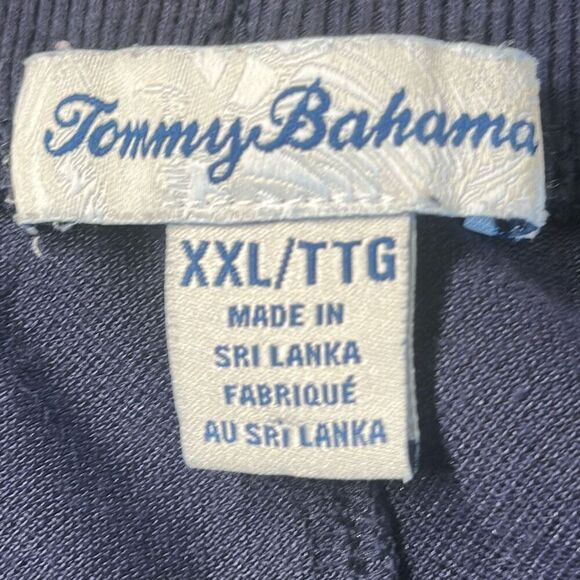 Tommy Bahama
XXL/TTG
MADE IN
SRI LANKA
FABRIQUÉ
AU SRI LANKA